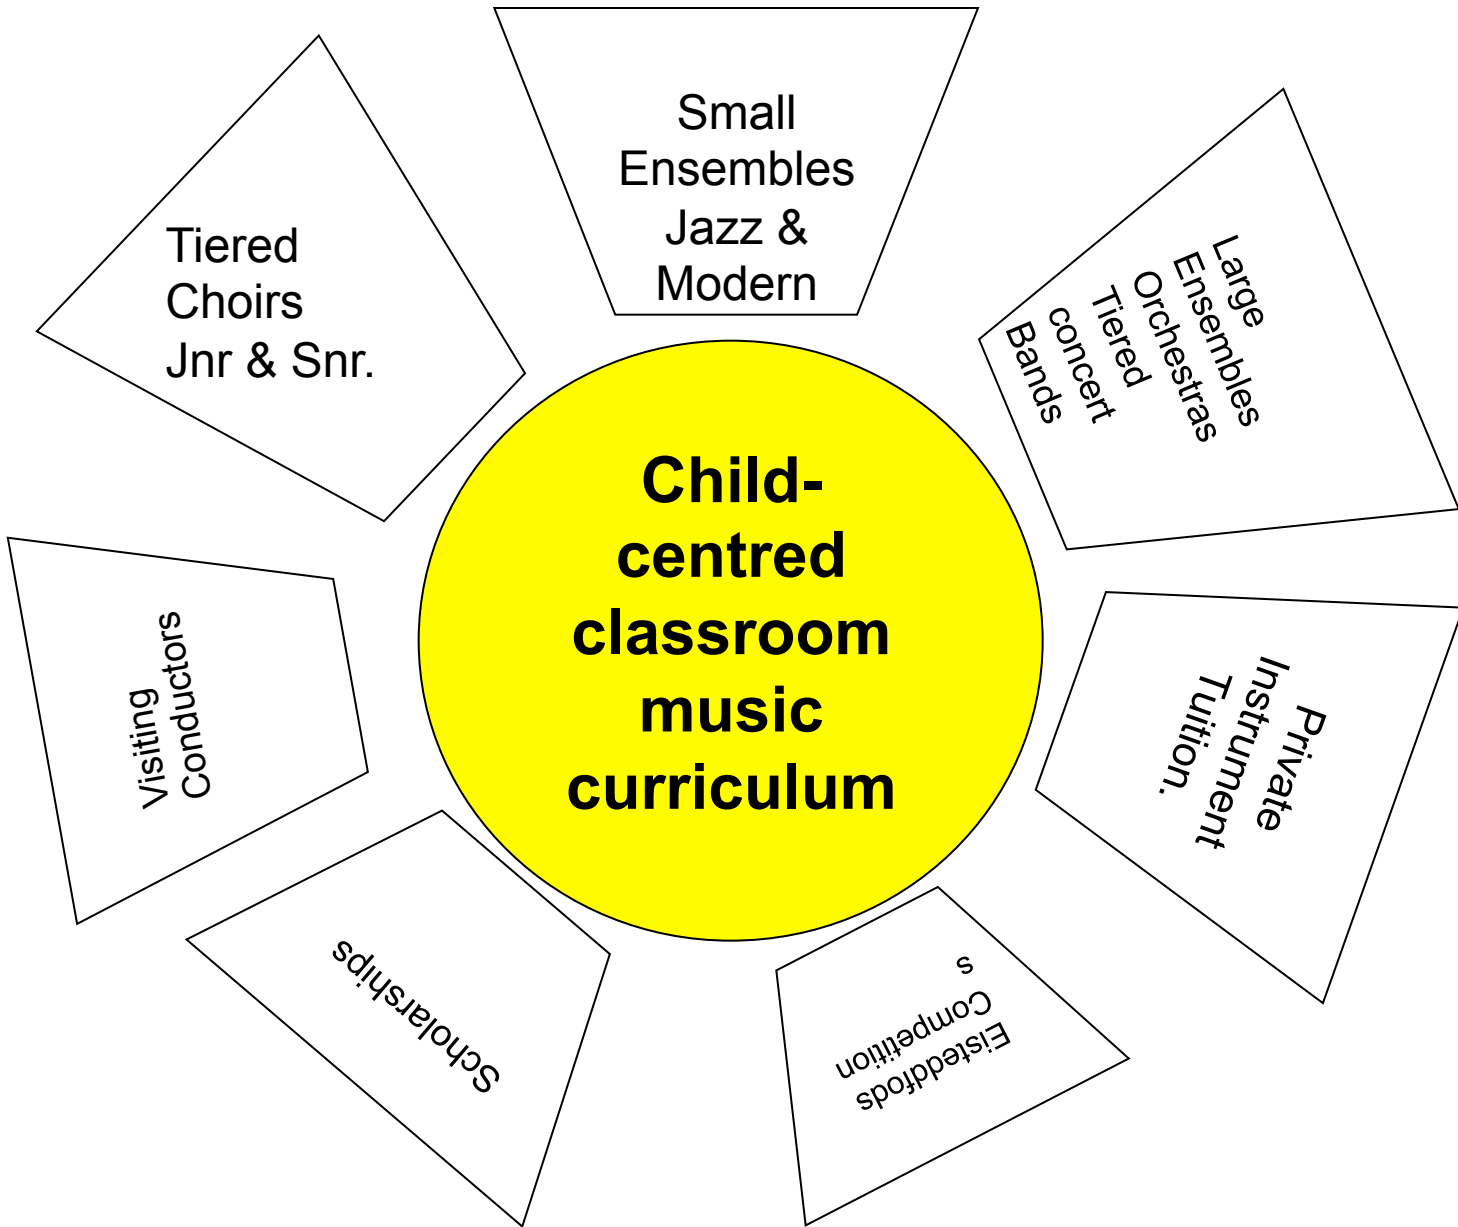 Small
Ensembles
Jazz &
Modern
Large
Ensembles
Orchestras
Tiered
concert
Bands
Private
Instrument
Tuition.
Eisteddfods
Competition
s
Scholarships
Visiting
Conductors
Tiered
Choirs
Jnr & Snr.
Child-
centred
classroom
music
curriculum